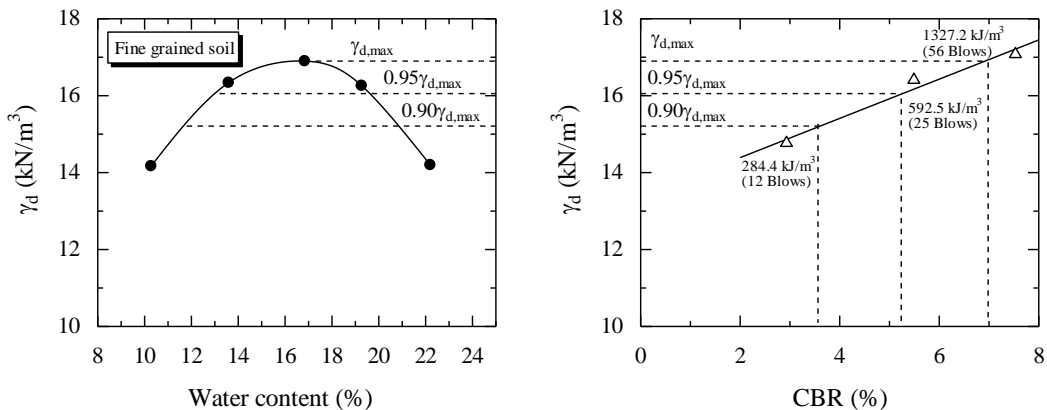 18
16
14
12
10
γd (kN/m³)
Fine grained soil
γd,max
0.95γd,max
0.90γd,max
8 10 12 14 16 18 20 22 24
Water content (%)
18
16
14
12
10
γd (kN/m³)
γd,max
0.95γd,max
0.90γd,max
1327.2 kJ/m³
(56 Blows)
592.5 kJ/m³
(25 Blows)
284.4 kJ/m³
(12 Blows)
0 2 4 6 8
CBR (%)